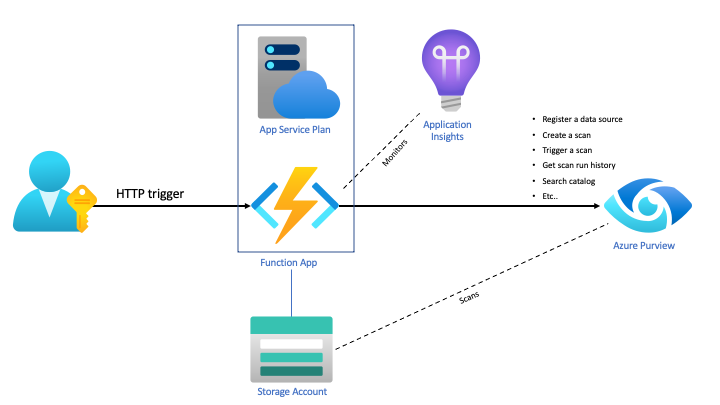 App Service Plan
Application
Insights
Monitors
• Register a data source
• Create a scan
• Trigger a scan
• Get scan run history
• Search catalog
• Etc..
HTTP trigger
Function App
Azure Purview
Scans
Storage Account